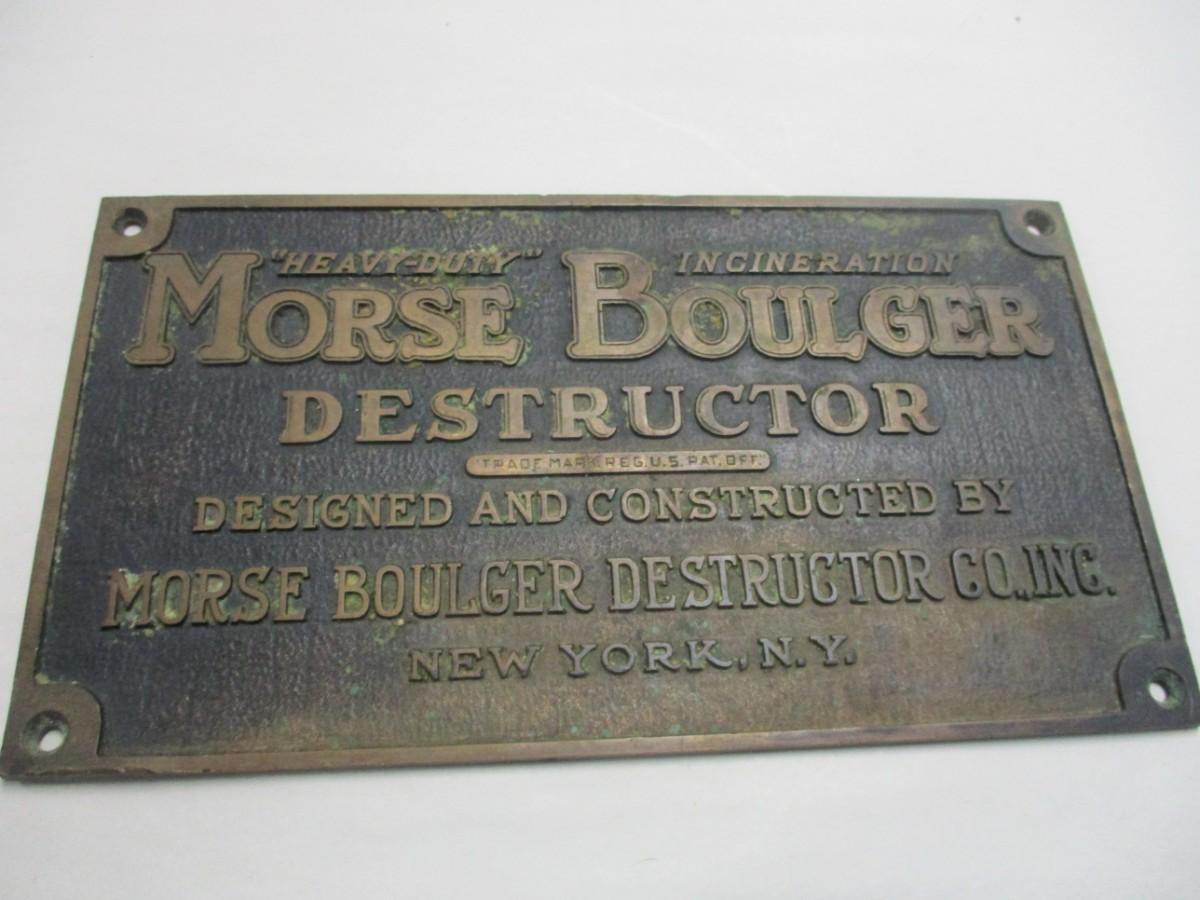 "HEAVY-DUTY" INCINERATION
MORSE BOULGER
DESTRUCTOR
TRADE MARK REG. U.S. PAT. OFF.
DESIGNED AND CONSTRUCTED BY
MORSE BOULGER DESTRUCTOR CO., INC.
NEW YORK, N.Y.